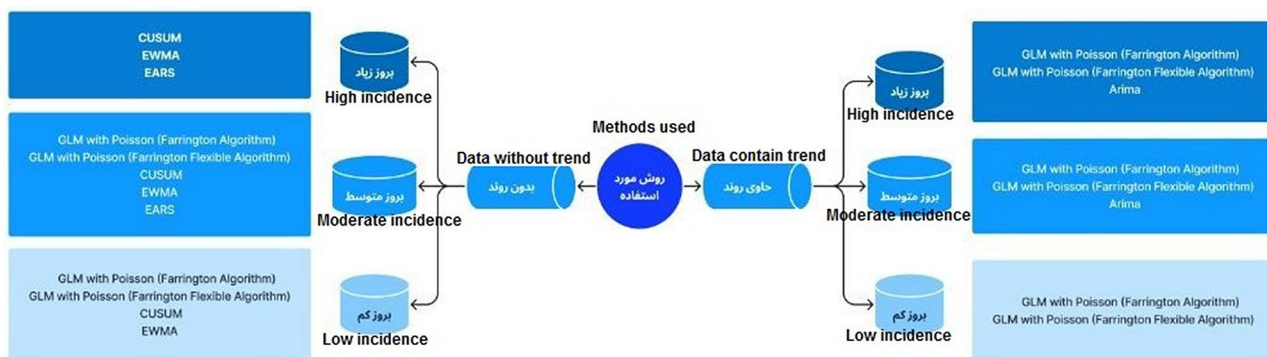 CUSUM
EWMA
EARS
بروز زیاد
High incidence
GLM with Poisson (Farrington Algorithm)
GLM with Poisson (Farrington Flexible Algorithm)
CUSUM
EWMA
EARS
بروز متوسط
Moderate incidence
GLM with Poisson (Farrington Algorithm)
GLM with Poisson (Farrington Flexible Algorithm)
CUSUM
EWMA
بروز کم
Low incidence
Data without trend
بدون روند
Methods used
روش مورد
استفاده
Data contain trend
حاوی روند
بروز زیاد
High incidence
GLM with Poisson (Farrington Algorithm)
GLM with Poisson (Farrington Flexible Algorithm)
Arima
بروز متوسط
Moderate incidence
GLM with Poisson (Farrington Algorithm)
GLM with Poisson (Farrington Flexible Algorithm)
Arima
بروز کم
Low incidence
GLM with Poisson (Farrington Algorithm)
GLM with Poisson (Farrington Flexible Algorithm)